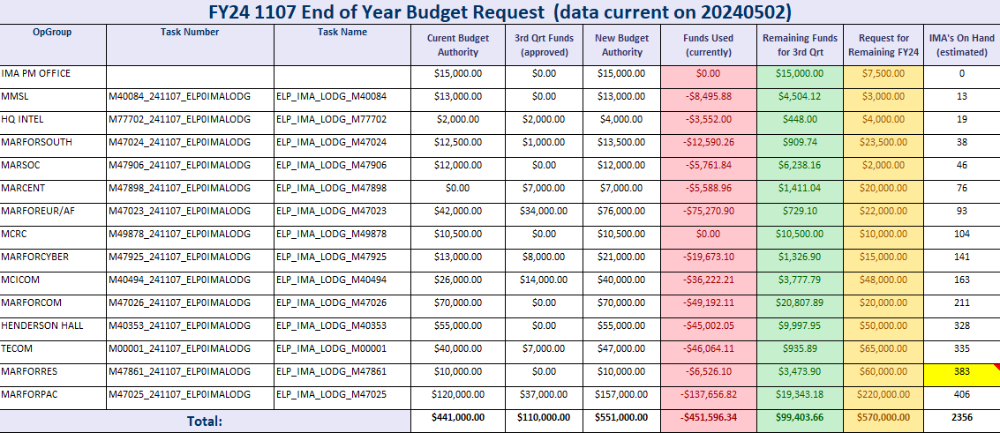 FY24 1107 End of Year Budget Request (data current on 20240502)
OpGroup Task Number Task Name Curent Budget Authority 3rd Qrt Funds (approved) New Budget Authority Funds Used (currently) Remaining Funds for 3rd Qrt Request for Remaining FY24 IMA's On Hand (estimated)
IMA PM OFFICE $15,000.00 $0.00 $15,000.00 $0.00 $15,000.00 $7,500.00 0
MMSL M40084_241107_ELP0IMALODG ELP_IMA_LODG_M40084 $13,000.00 $0.00 $13,000.00 -$8,495.88 $4,504.12 $3,000.00 13
HQ INTEL M77702_241107_ELP0IMALODG ELP_IMA_LODG_M77702 $2,000.00 $2,000.00 $4,000.00 -$3,552.00 $448.00 $4,000.00 19
MARFORSOUTH M47024_241107_ELP0IMALODG ELP_IMA_LODG_M47024 $12,500.00 $1,000.00 $13,500.00 -$12,590.26 $909.74 $23,500.00 38
MARSOC M47906_241107_ELP0IMALODG ELP_IMA_LODG_M47906 $12,000.00 $0.00 $12,000.00 -$5,761.84 $6,238.16 $2,000.00 46
MARCENT M47898_241107_ELP0IMALODG ELP_IMA_LODG_M47898 $0.00 $7,000.00 $7,000.00 -$5,588.96 $1,411.04 $20,000.00 76
MARFOREUR/AF M47023_241107_ELP0IMALODG ELP_IMA_LODG_M47023 $42,000.00 $34,000.00 $76,000.00 -$75,270.90 $729.10 $22,000.00 93
MCRC M49878_241107_ELP0IMALODG ELP_IMA_LODG_M49878 $10,500.00 $0.00 $10,500.00 $0.00 $10,500.00 $10,000.00 104
MARFORCYBER M47925_241107_ELP0IMALODG ELP_IMA_LODG_M47925 $13,000.00 $8,000.00 $21,000.00 -$19,673.10 $1,326.90 $15,000.00 141
MCICOM M40494_241107_ELP0IMALODG ELP_IMA_LODG_M40494 $26,000.00 $14,000.00 $40,000.00 -$36,222.21 $3,777.79 $48,000.00 163
MARFORCOM M47026_241107_ELP0IMALODG ELP_IMA_LODG_M47026 $70,000.00 $0.00 $70,000.00 -$49,192.11 $20,807.89 $20,000.00 211
HENDERSON HALL M40353_241107_ELP0IMALODG ELP_IMA_LODG_M40353 $55,000.00 $0.00 $55,000.00 -$45,002.05 $9,997.95 $50,000.00 328
TECOM M00001_241107_ELP0IMALODG ELP_IMA_LODG_M00001 $40,000.00 $7,000.00 $47,000.00 -$46,064.11 $935.89 $65,000.00 335
MARFORRES M47861_241107_ELP0IMALODG ELP_IMA_LODG_M47861 $10,000.00 $0.00 $10,000.00 -$6,526.10 $3,473.90 $60,000.00 383
MARFORPAC M47025_241107_ELP0IMALODG ELP_IMA_LODG_M47025 $120,000.00 $37,000.00 $157,000.00 -$137,656.82 $19,343.18 $220,000.00 406
Total: $441,000.00 $110,000.00 $551,000.00 -$451,596.34 $99,403.66 $570,000.00 2356